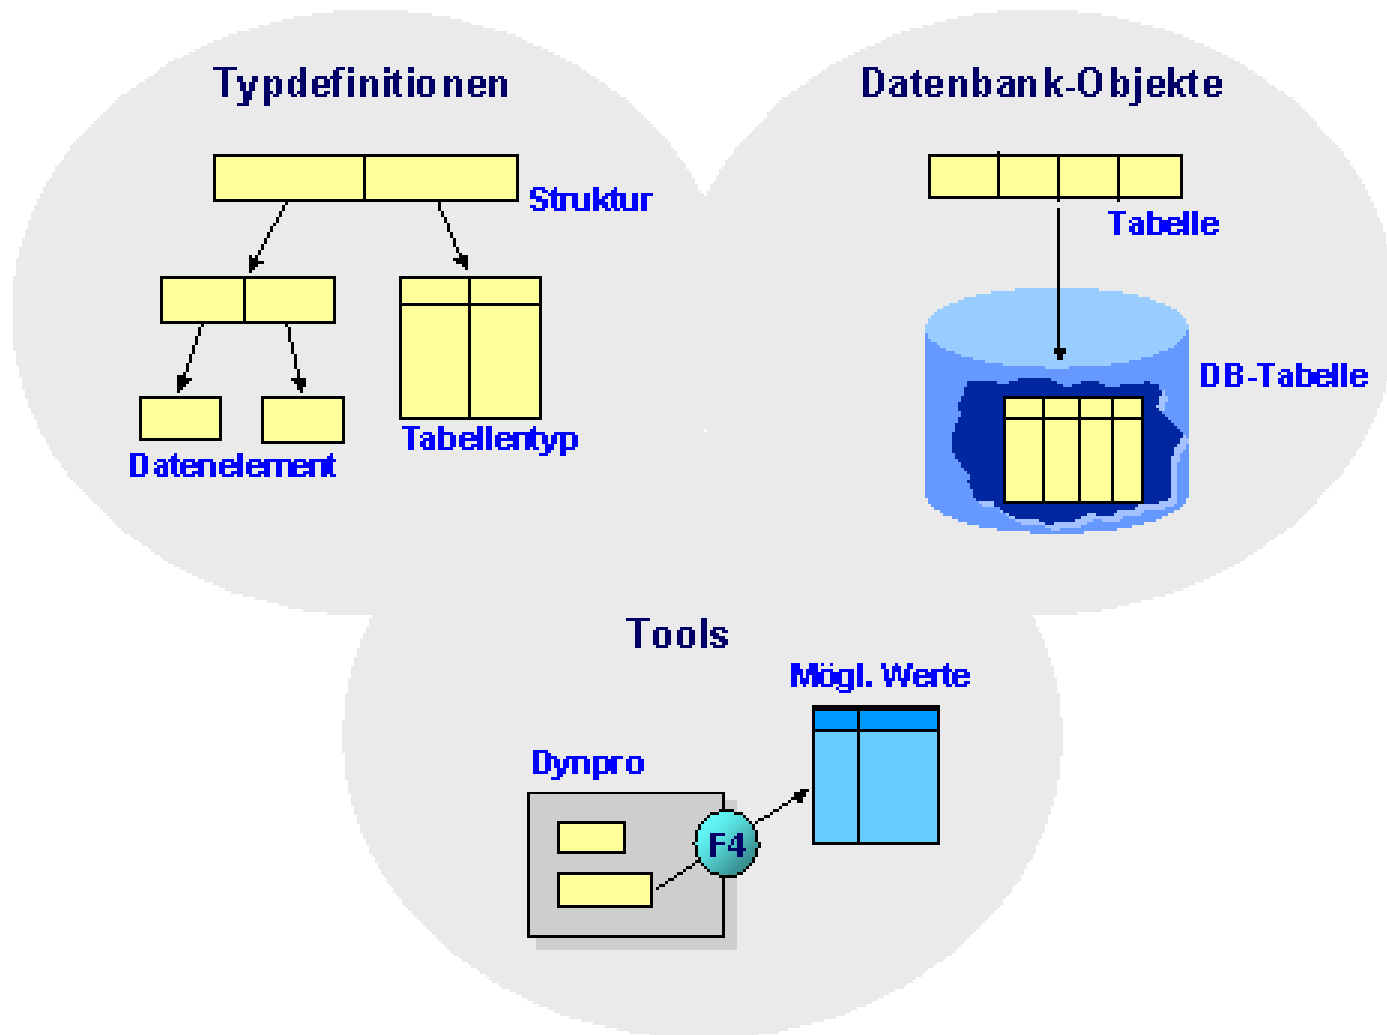 Typdefinitionen
Struktur
Tabellentyp
Datenelement
Datenbank-Objekte
Tabelle
DB-Tabelle
Tools
Mögl. Werte
Dynpro
F4